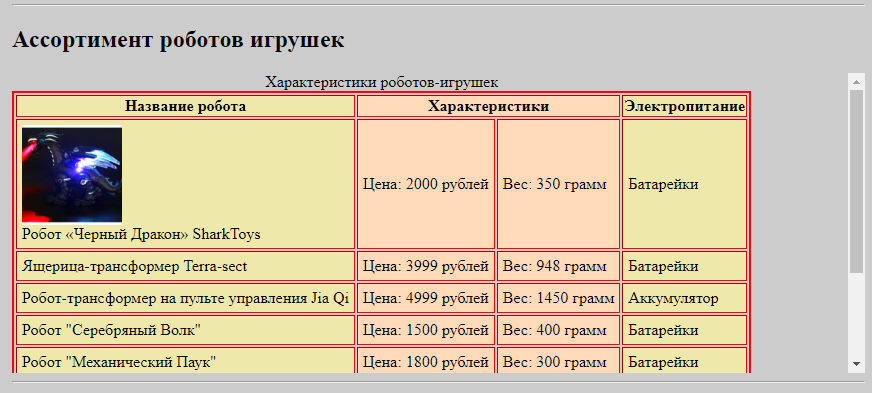 Ассортимент роботов игрушек
Характеристики роботов-игрушек
Название робота Характеристики Электропитание
Цена: 2000 рублей Вес: 350 грамм Батарейки
Робот «Черный Дракон» SharkToys
Ящерица-трансформер Terra-sect Цена: 3999 рублей Вес: 948 грамм Батарейки
Робот-трансформер на пульте управления Jia Qi Цена: 4999 рублей Вес: 1450 грамм Аккумулятор
Робот "Серебряный Волк" Цена: 1500 рублей Вес: 400 грамм Батарейки
Робот "Механический Паук" Цена: 1800 рублей Вес: 300 грамм Батарейки